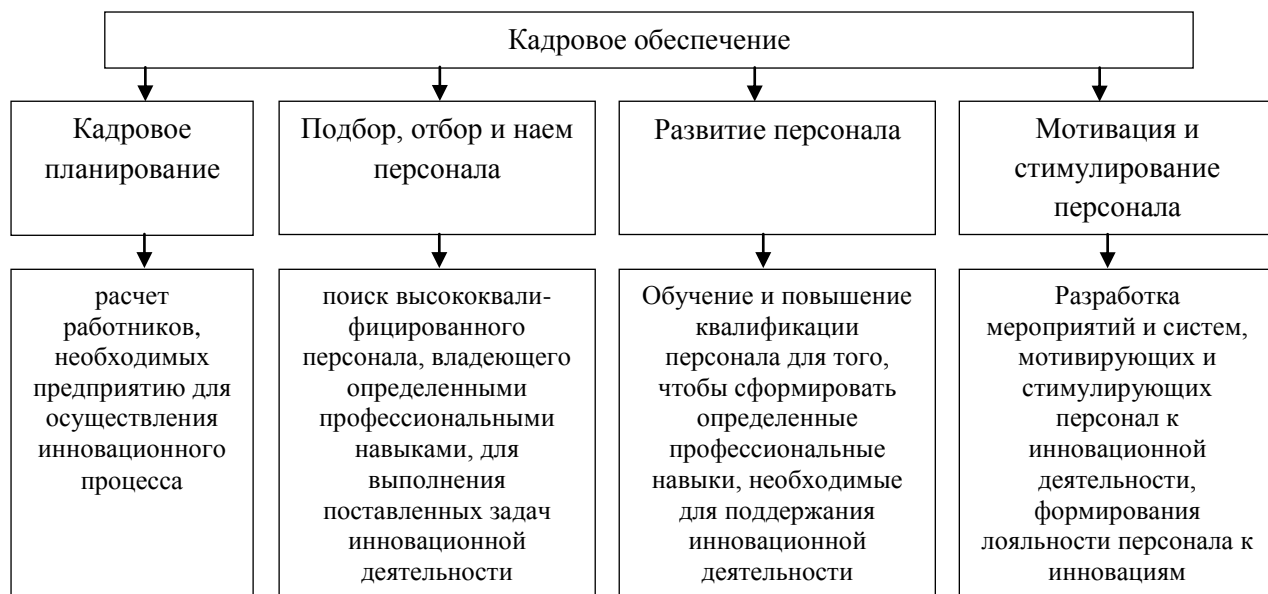 Кадровое обеспечение
Кадровое
планирование
Подбор, отбор и наем
персонала
Развитие персонала
Мотивация и
стимулирование
персонала
расчет
работников,
необходимых
предприятию для
осуществления
инновационного
процесса
поиск высококвали-
фицированного
персонала, владеющего
определенными
профессиональными
навыками, для
выполнения
поставленных задач
инновационной
деятельности
Обучение и повышение
квалификации
персонала для того,
чтобы сформировать
определенные
профессиональные
навыки, необходимые
для поддержания
инновационной
деятельности
Разработка
мероприятий и систем,
мотивирующих и
стимулирующих
персонал к
инновационной
деятельности,
формирования
лояльности персонала к
инновациям